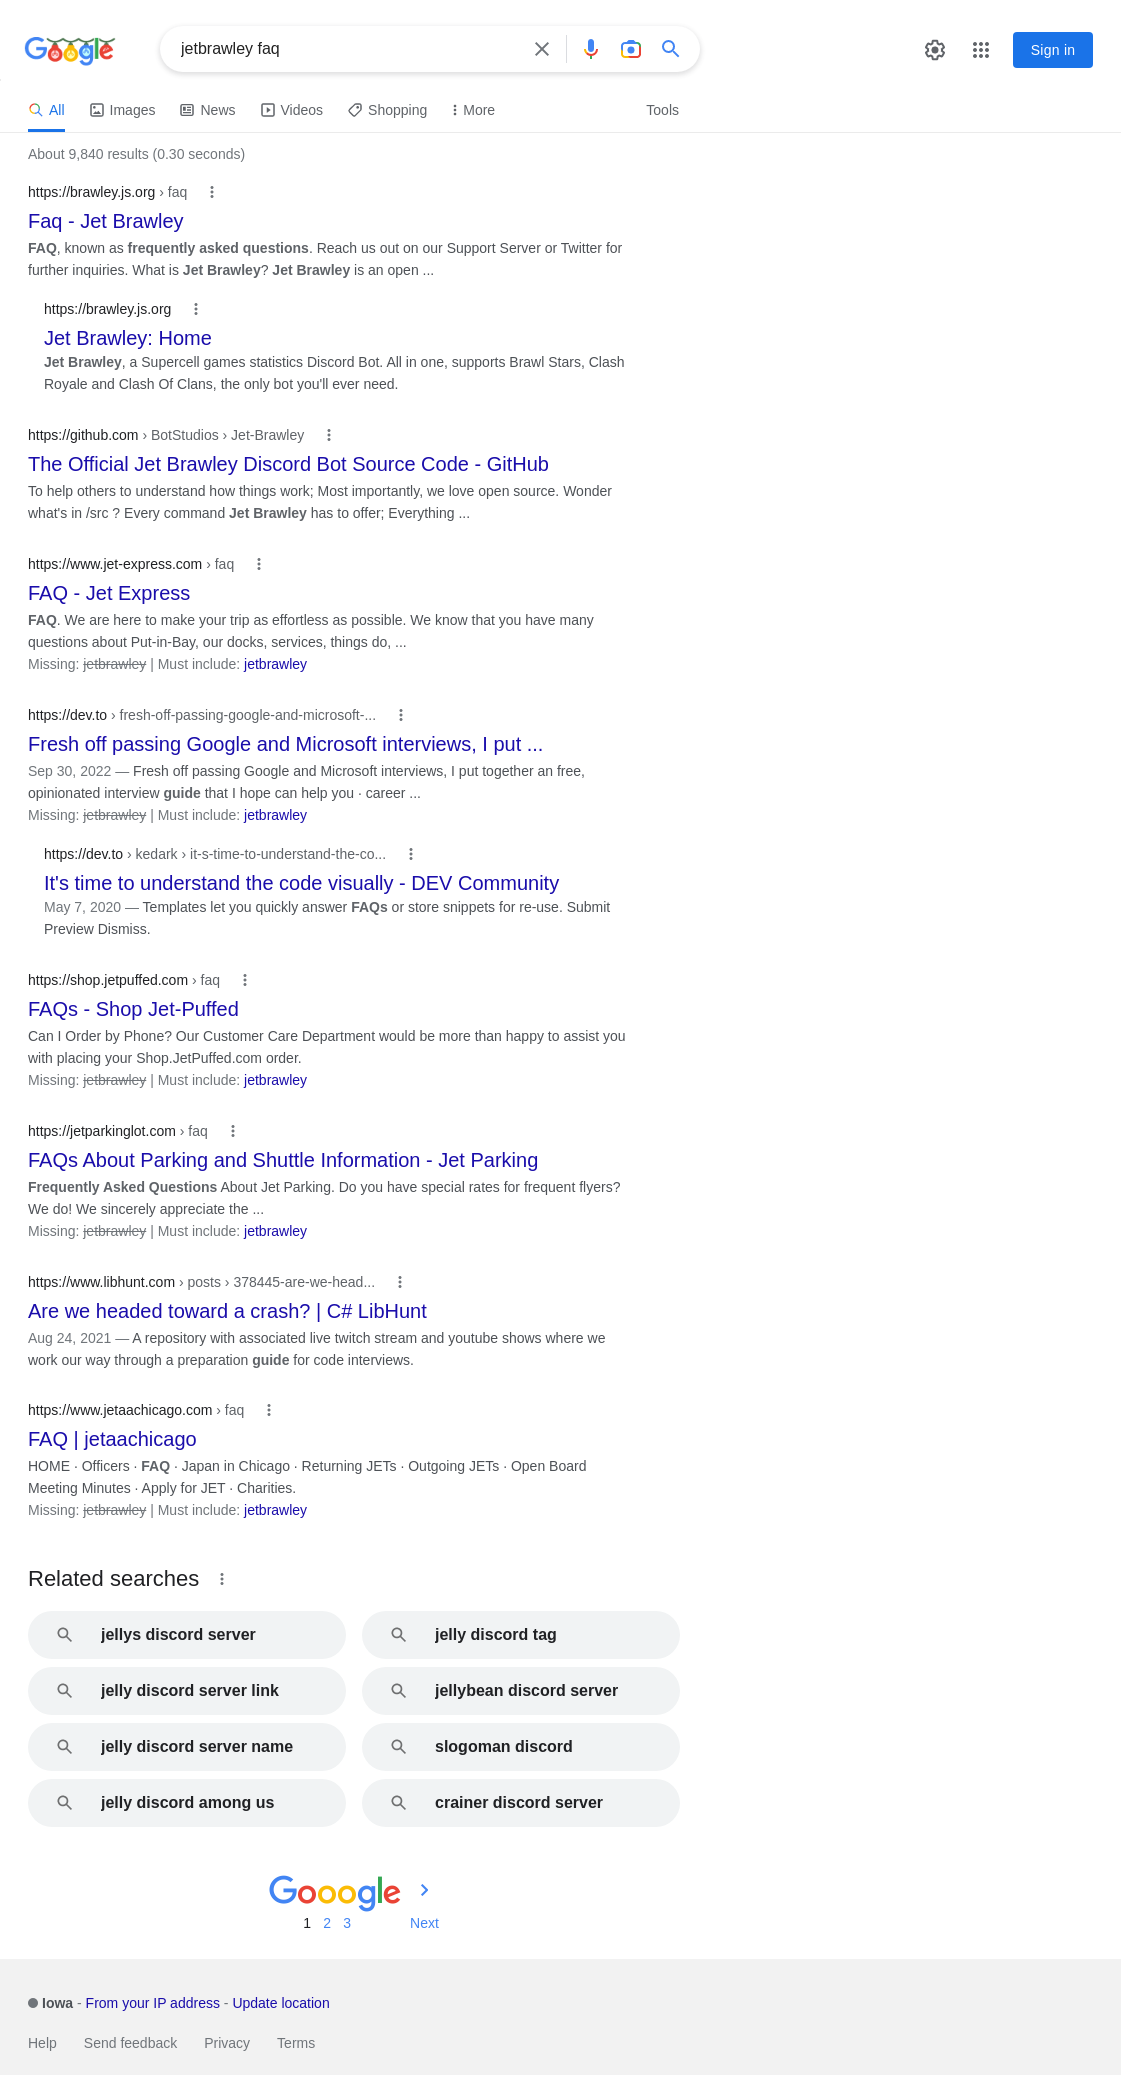 Google
jetbrawley faq
Sign in
All Images News Videos Shopping More Tools
About 9,840 results (0.30 seconds)
https://brawley.js.org › faq
Faq - Jet Brawley
FAQ, known as frequently asked questions. Reach us out on our Support Server or Twitter for
further inquiries. What is Jet Brawley? Jet Brawley is an open ...
https://brawley.js.org
Jet Brawley: Home
Jet Brawley, a Supercell games statistics Discord Bot. All in one, supports Brawl Stars, Clash
Royale and Clash Of Clans, the only bot you'll ever need.
https://github.com › BotStudios › Jet-Brawley
The Official Jet Brawley Discord Bot Source Code - GitHub
To help others to understand how things work; Most importantly, we love open source. Wonder
what's in /src ? Every command Jet Brawley has to offer; Everything ...
https://www.jet-express.com › faq
FAQ - Jet Express
FAQ. We are here to make your trip as effortless as possible. We know that you have many
questions about Put-in-Bay, our docks, services, things do, ...
Missing: jetbrawley | Must include: jetbrawley
https://dev.to › fresh-off-passing-google-and-microsoft-...
Fresh off passing Google and Microsoft interviews, I put ...
Sep 30, 2022 — Fresh off passing Google and Microsoft interviews, I put together an free,
opinionated interview guide that I hope can help you · career ...
Missing: jetbrawley | Must include: jetbrawley
https://dev.to › kedark › it-s-time-to-understand-the-co...
It's time to understand the code visually - DEV Community
May 7, 2020 — Templates let you quickly answer FAQs or store snippets for re-use. Submit
Preview Dismiss.
https://shop.jetpuffed.com › faq
FAQs - Shop Jet-Puffed
Can I Order by Phone? Our Customer Care Department would be more than happy to assist you
with placing your Shop.JetPuffed.com order.
Missing: jetbrawley | Must include: jetbrawley
https://jetparkinglot.com › faq
FAQs About Parking and Shuttle Information - Jet Parking
Frequently Asked Questions About Jet Parking. Do you have special rates for frequent flyers?
We do! We sincerely appreciate the ...
Missing: jetbrawley | Must include: jetbrawley
https://www.libhunt.com › posts › 378445-are-we-head...
Are we headed toward a crash? | C# LibHunt
Aug 24, 2021 — A repository with associated live twitch stream and youtube shows where we
work our way through a preparation guide for code interviews.
https://www.jetaachicago.com › faq
FAQ | jetaachicago
HOME · Officers · FAQ · Japan in Chicago · Returning JETs · Outgoing JETs · Open Board
Meeting Minutes · Apply for JET · Charities.
Missing: jetbrawley | Must include: jetbrawley
Related searches
jellys discord server
jelly discord tag
jelly discord server link
jellybean discord server
jelly discord server name
slogoman discord
jelly discord among us
crainer discord server
Gooogle
1 2 3 Next
Iowa - From your IP address - Update location
Help Send feedback Privacy Terms